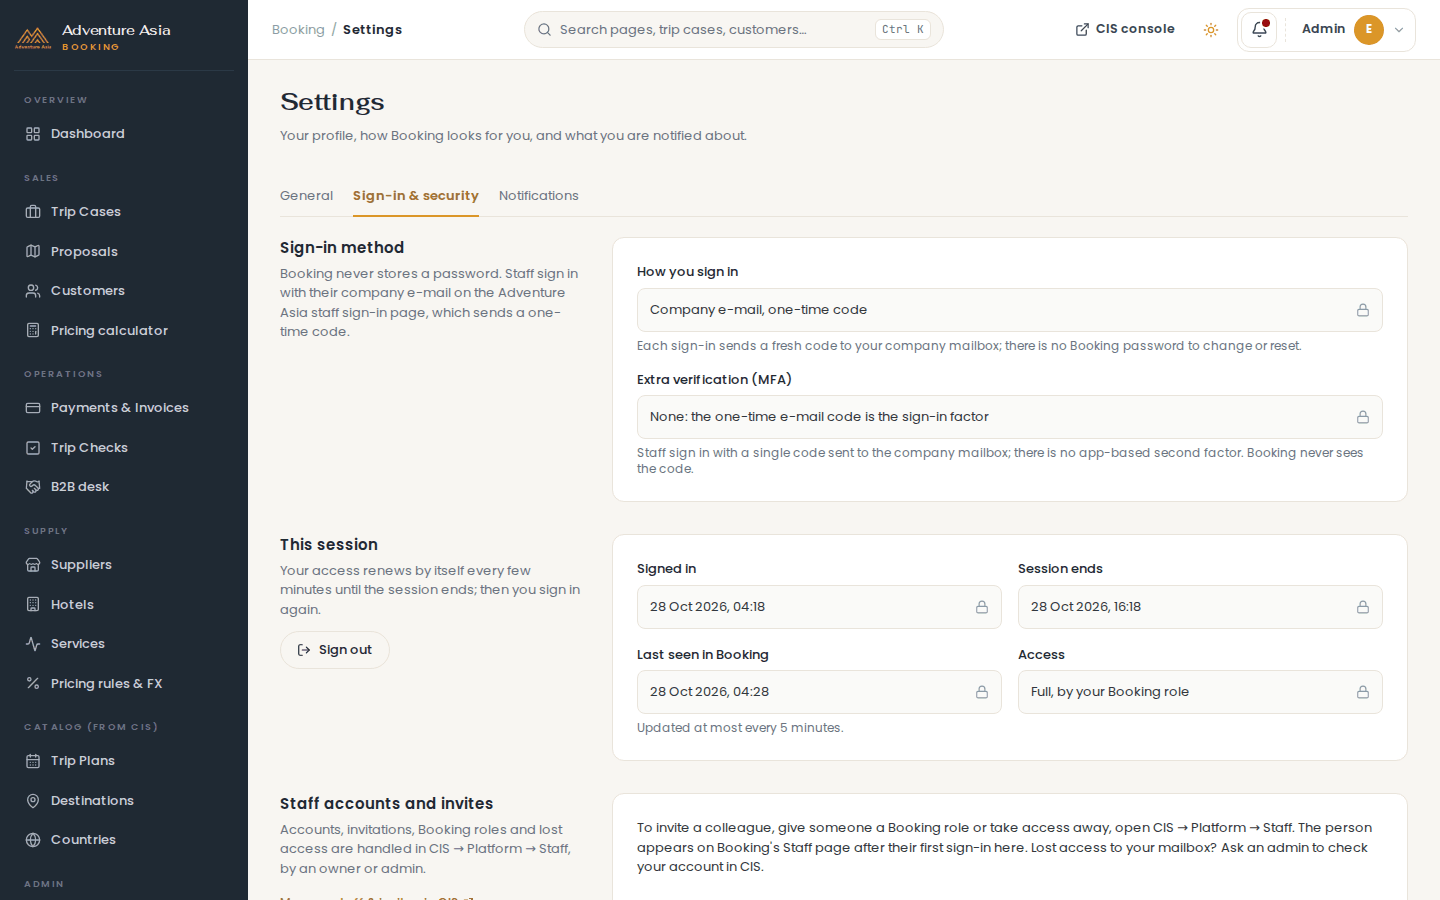 Adventure Asia
BOOKING
Adventure Asia
OVERVIEW
Dashboard
SALES
Trip Cases
Proposals
Customers
Pricing calculator
OPERATIONS
Payments & Invoices
Trip Checks
B2B desk
SUPPLY
Suppliers
Hotels
Services
Pricing rules & FX
CATALOG (FROM CIS)
Trip Plans
Destinations
Countries
ADMIN
Booking / Settings
Search pages, trip cases, customers...
Ctrl K
CIS console
Admin
E
Settings
Your profile, how Booking looks for you, and what you are notified about.
General
Sign-in & security
Notifications
Sign-in method
Booking never stores a password. Staff sign in
with their company e-mail on the Adventure
Asia staff sign-in page, which sends a one-
time code.
How you sign in
Company e-mail, one-time code
Each sign-in sends a fresh code to your company mailbox; there is no Booking password to change or reset.
Extra verification (MFA)
None: the one-time e-mail code is the sign-in factor
Staff sign in with a single code sent to the company mailbox; there is no app-based second factor. Booking never sees
the code.
This session
Your access renews by itself every few
minutes until the session ends; then you sign in
again.
Sign out
Signed in
28 Oct 2026, 04:18
Session ends
28 Oct 2026, 16:18
Last seen in Booking
28 Oct 2026, 04:28
Updated at most every 5 minutes.
Access
Full, by your Booking role
Staff accounts and invites
Accounts, invitations, Booking roles and lost
access are handled in CIS → Platform → Staff,
by an owner or admin.
To invite a colleague, give someone a Booking role or take access away, open CIS → Platform → Staff. The person
appears on Booking's Staff page after their first sign-in here. Lost access to your mailbox? Ask an admin to check
your account in CIS.